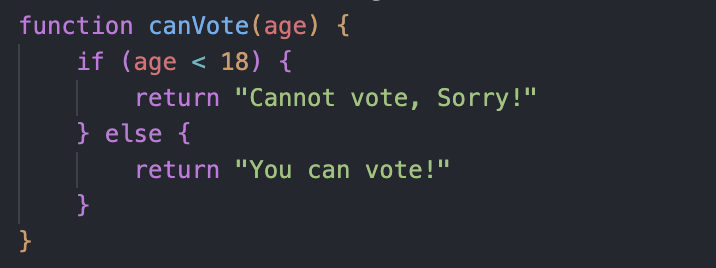 function canVote(age) {
    if (age < 18) {
        return "Cannot vote, Sorry!"
    } else {
        return "You can vote!"
    }
}